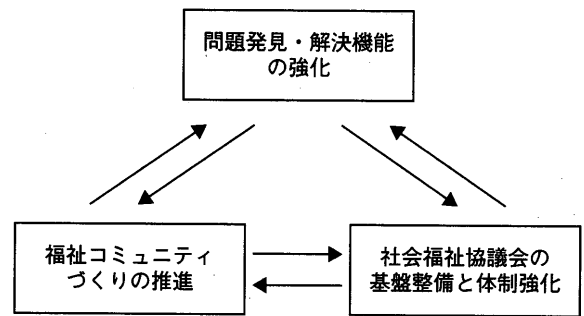 問題発見・解決機能
の強化
福祉コミュニティ
づくりの推進
社会福祉協議会の
基盤整備と体制強化